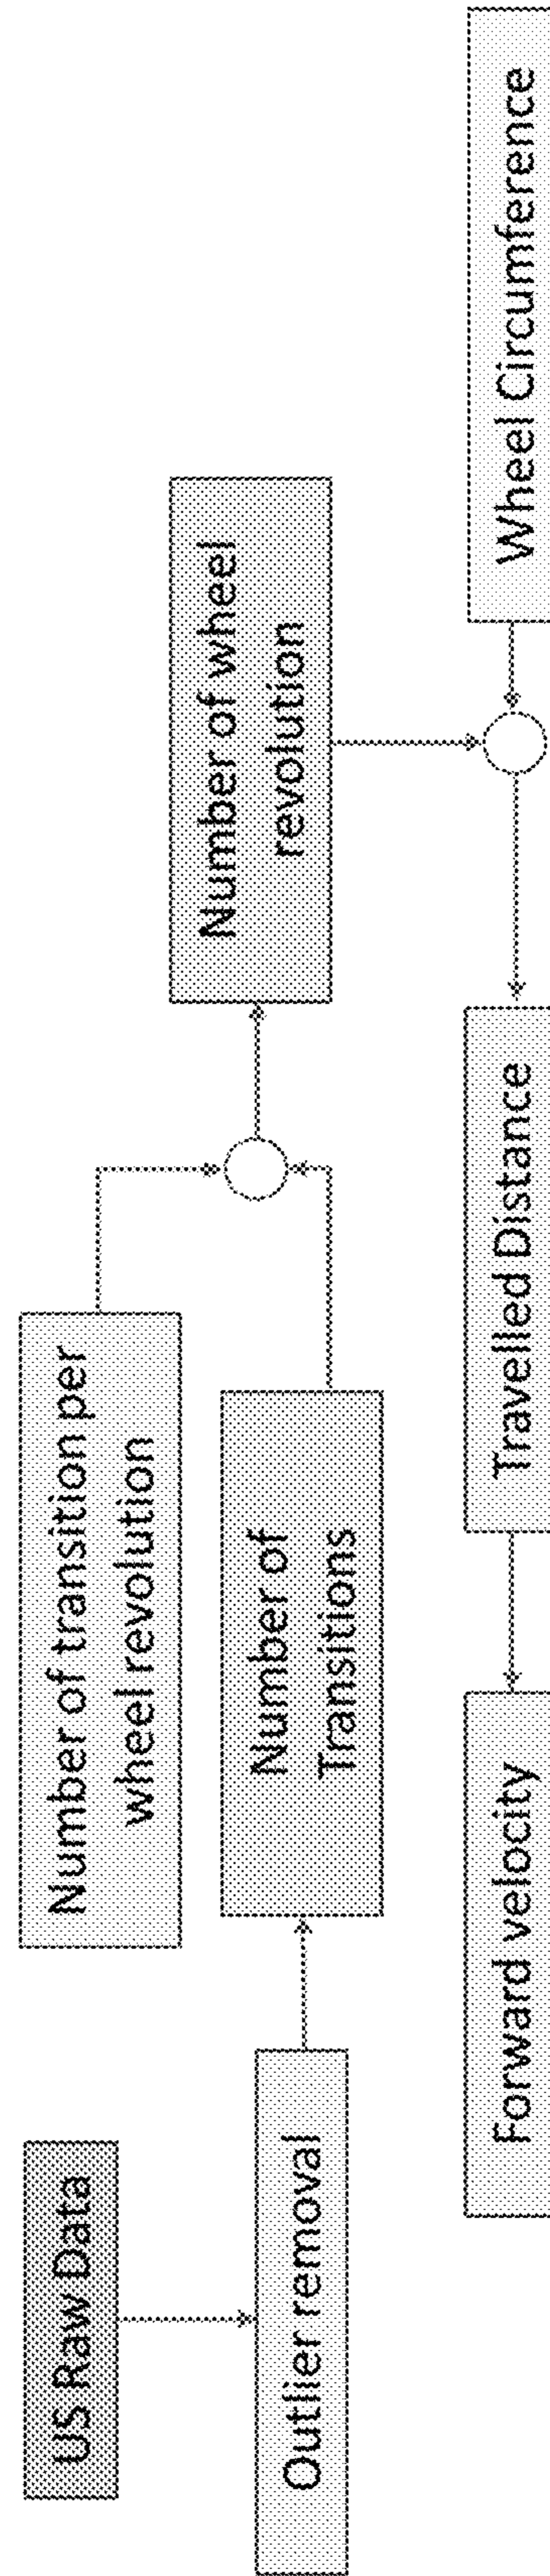 US Raw Data
Outlier removal
Number of transition per
wheel revolution
Number of
Transitions
Number of wheel
revolution
Forward velocity
Travelled Distance
Wheel Circumference